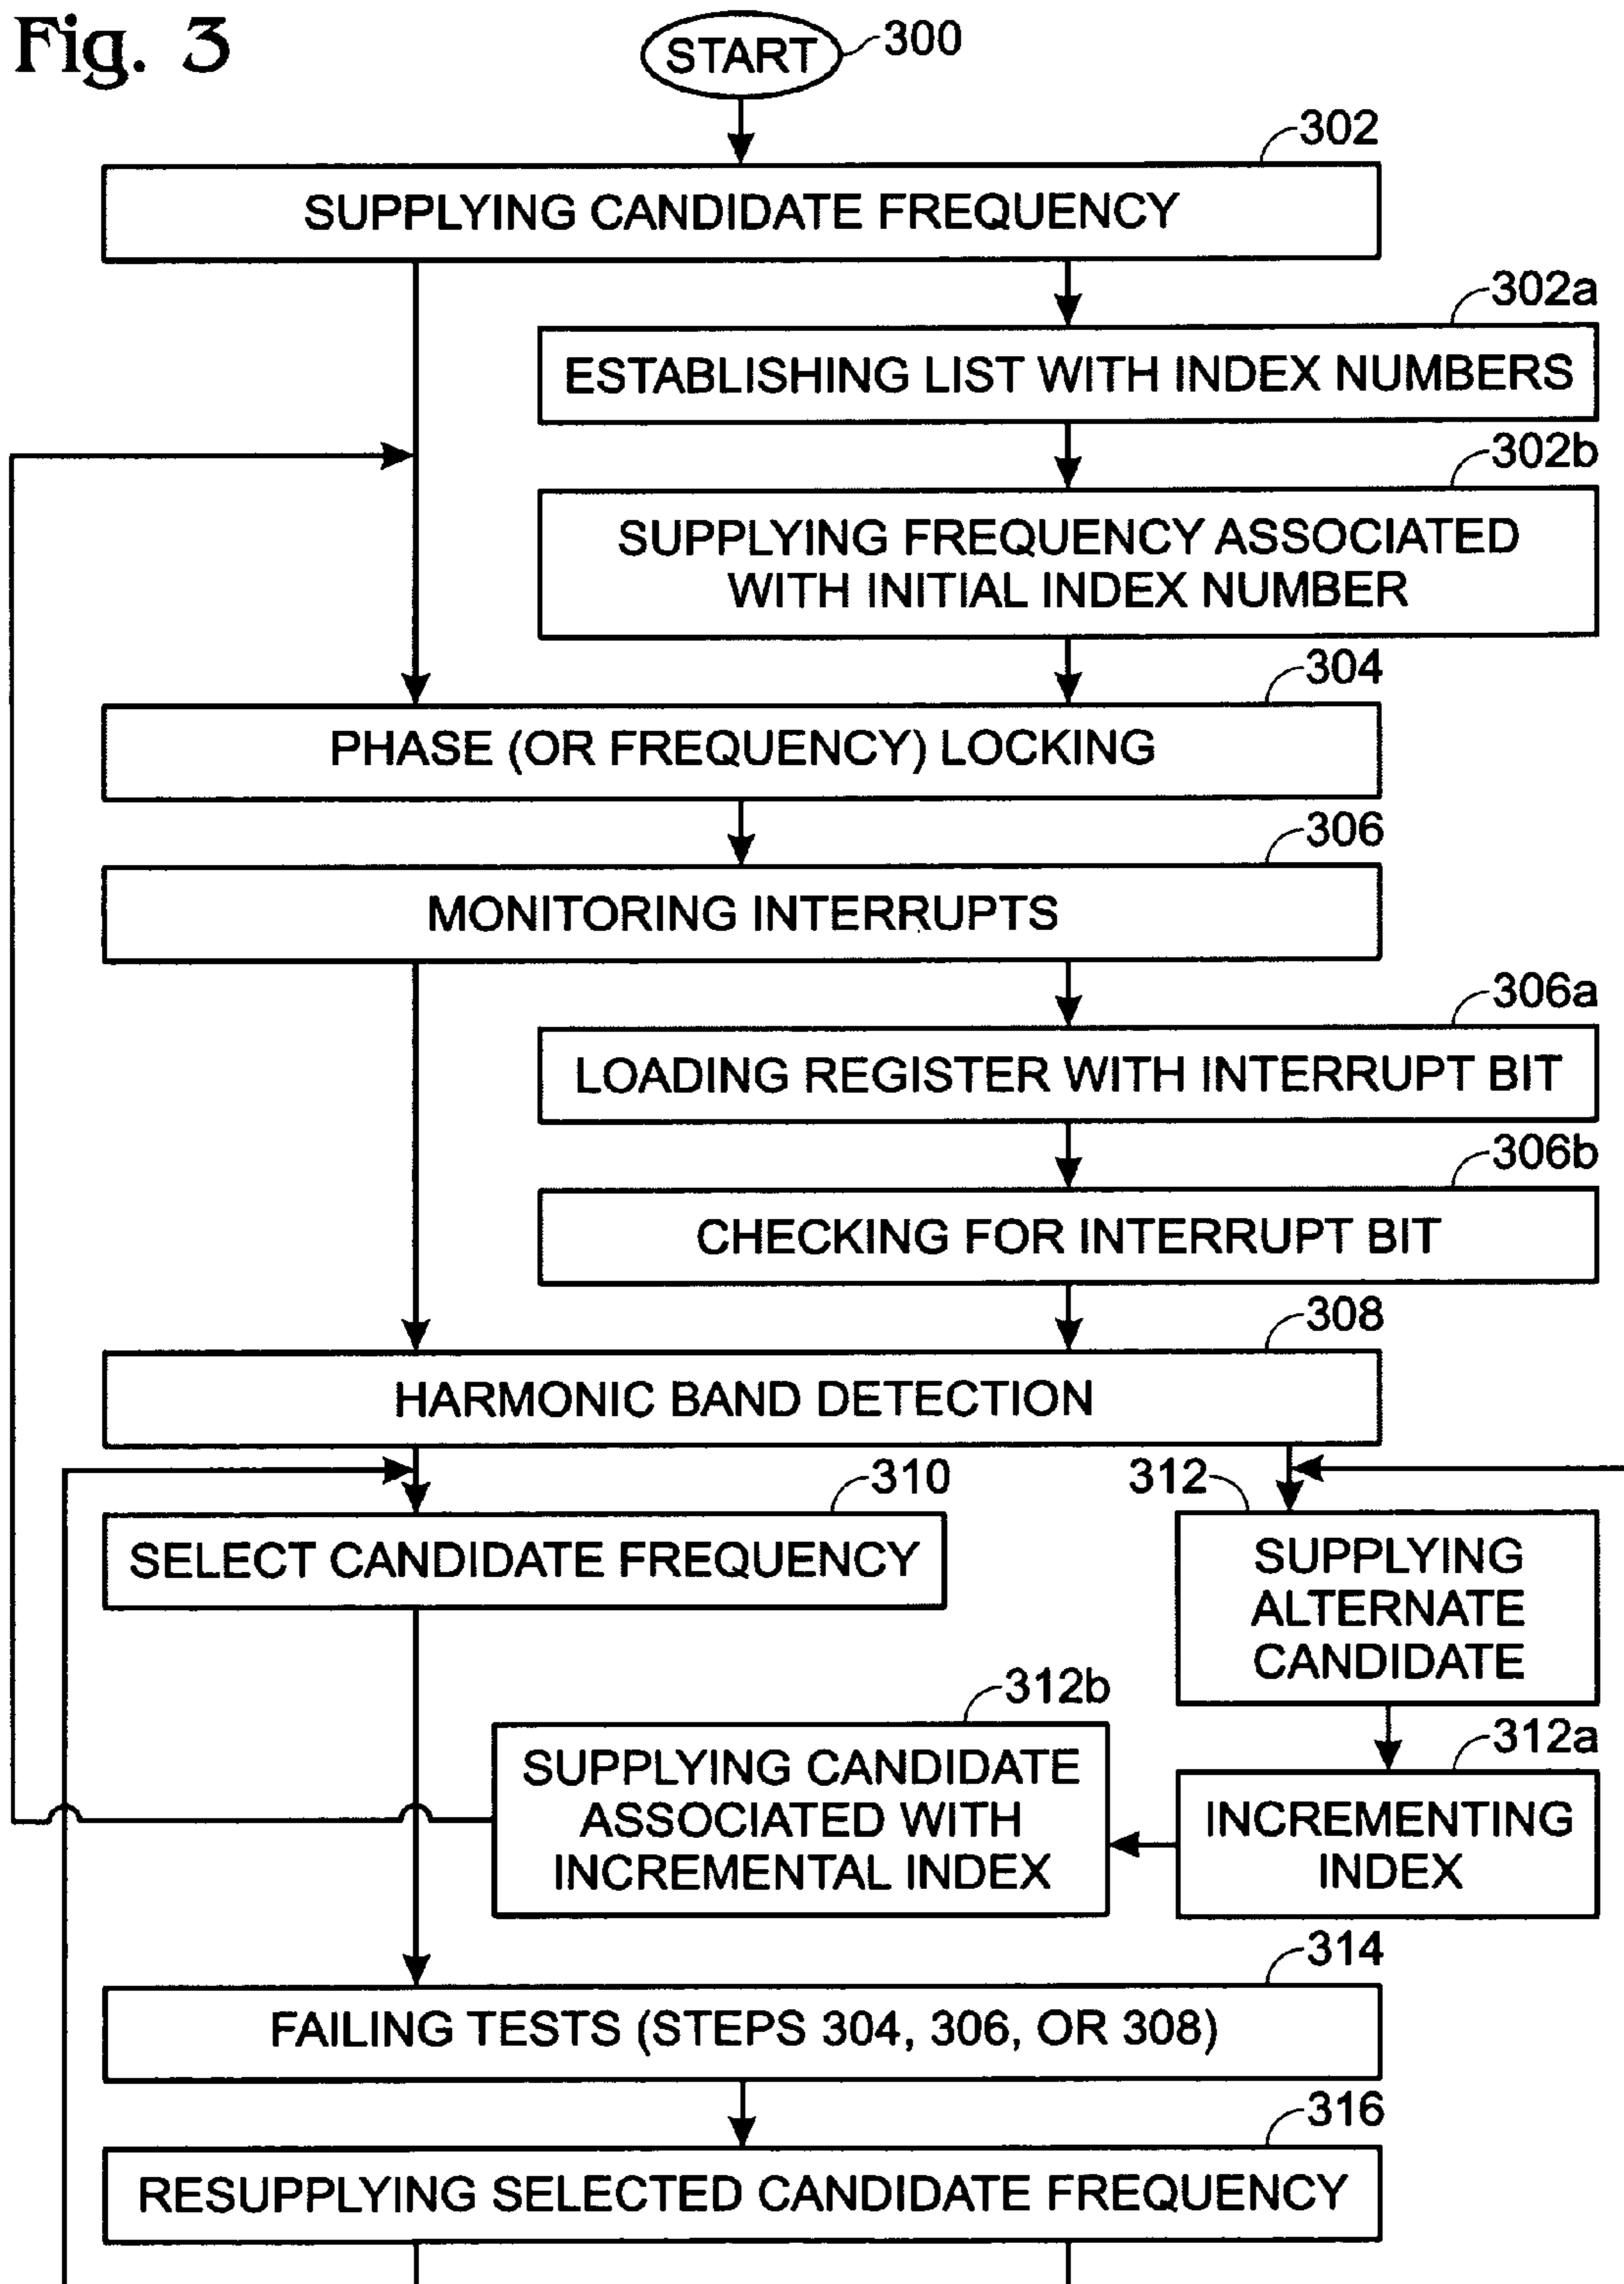 Fig. 3
START
300
302
SUPPLYING CANDIDATE FREQUENCY
302a
ESTABLISHING LIST WITH INDEX NUMBERS
302b
SUPPLYING FREQUENCY ASSOCIATED
WITH INITIAL INDEX NUMBER
304
PHASE (OR FREQUENCY) LOCKING
306
MONITORING INTERRUPTS
306a
LOADING REGISTER WITH INTERRUPT BIT
306b
CHECKING FOR INTERRUPT BIT
308
HARMONIC BAND DETECTION
310
SELECT CANDIDATE FREQUENCY
312
SUPPLYING
ALTERNATE
CANDIDATE
312b
SUPPLYING CANDIDATE
ASSOCIATED WITH
INCREMENTAL INDEX
312a
INCREMENTING
INDEX
314
FAILING TESTS (STEPS 304, 306, OR 308)
316
RESUPPLYING SELECTED CANDIDATE FREQUENCY